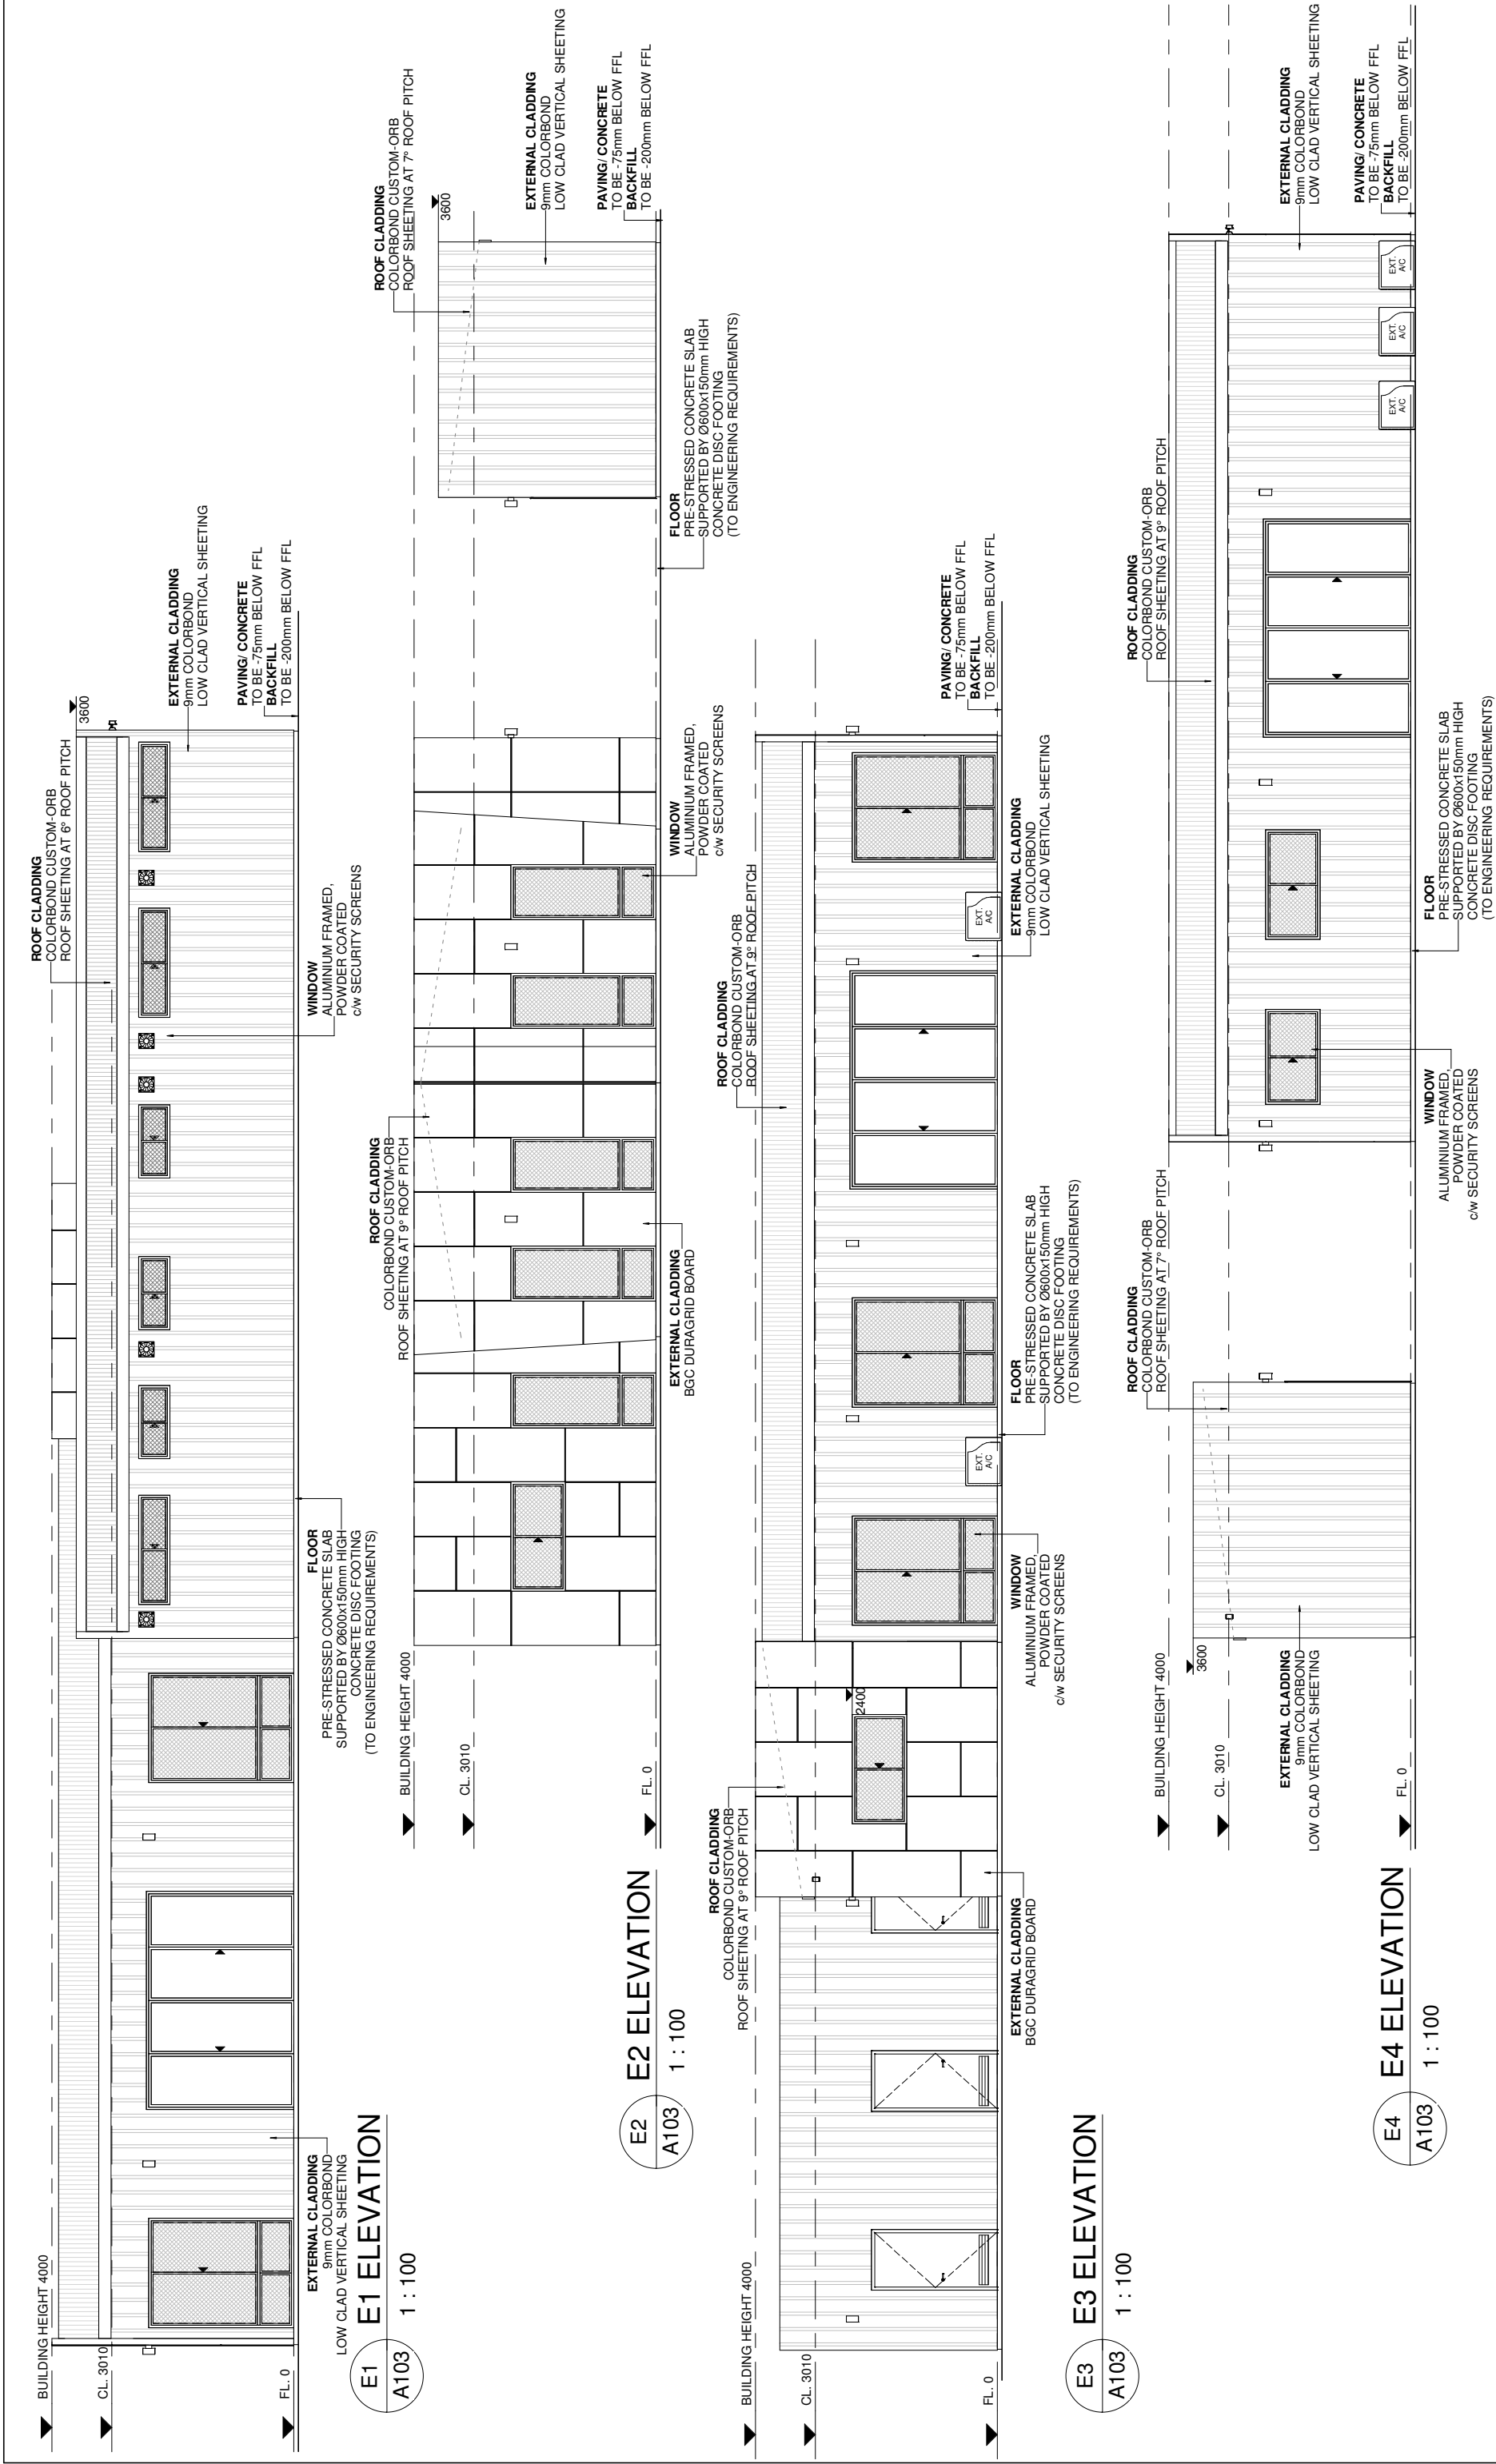 BUILDING HEIGHT 4000
CL. 3010
FL. 0
3600
ROOF CLADDING
COLORBOND CUSTOM-ORB
ROOF SHEETING AT 6° ROOF PITCH
EXTERNAL CLADDING
9mm COLORBOND
LOW CLAD VERTICAL SHEETING
PAVING/ CONCRETE
TO BE -75mm BELOW FFL
BACKFILL
TO BE -200mm BELOW FFL
EXTERNAL CLADDING
9mm COLORBOND
LOW CLAD VERTICAL SHEETING
FLOOR
PRE-STRESSED CONCRETE SLAB
SUPPORTED BY Ø600x150mm HIGH
CONCRETE DISC FOOTING
(TO ENGINEERING REQUIREMENTS)
WINDOW
ALUMINIUM FRAMED,
POWDER COATED
c/w SECURITY SCREENS
E1
A103
E1 ELEVATION
1 : 100
BUILDING HEIGHT 4000
CL. 3010
FL. 0
ROOF CLADDING
COLORBOND CUSTOM-ORB
ROOF SHEETING AT 9° ROOF PITCH
EXTERNAL CLADDING
BGC DURAGRID BOARD
WINDOW
ALUMINIUM FRAMED,
POWDER COATED
c/w SECURITY SCREENS
FLOOR
PRE-STRESSED CONCRETE SLAB
SUPPORTED BY Ø600x150mm HIGH
CONCRETE DISC FOOTING
(TO ENGINEERING REQUIREMENTS)
ROOF CLADDING
COLORBOND CUSTOM-ORB
ROOF SHEETING AT 7° ROOF PITCH
3600
EXTERNAL CLADDING
9mm COLORBOND
LOW CLAD VERTICAL SHEETING
PAVING/ CONCRETE
TO BE -75mm BELOW FFL
BACKFILL
TO BE -200mm BELOW FFL
E2
A103
E2 ELEVATION
1 : 100
BUILDING HEIGHT 4000
CL. 3010
FL. 0
ROOF CLADDING
COLORBOND CUSTOM-ORB
ROOF SHEETING AT 9° ROOF PITCH
2400
EXTERNAL CLADDING
BGC DURAGRID BOARD
WINDOW
ALUMINIUM FRAMED,
POWDER COATED
c/w SECURITY SCREENS
EXT.
A/C
FLOOR
PRE-STRESSED CONCRETE SLAB
SUPPORTED BY Ø600x150mm HIGH
CONCRETE DISC FOOTING
(TO ENGINEERING REQUIREMENTS)
ROOF CLADDING
COLORBOND CUSTOM-ORB
ROOF SHEETING AT 9° ROOF PITCH
EXT.
A/C
EXTERNAL CLADDING
9mm COLORBOND
LOW CLAD VERTICAL SHEETING
PAVING/ CONCRETE
TO BE -75mm BELOW FFL
BACKFILL
TO BE -200mm BELOW FFL
E3
A103
E3 ELEVATION
1 : 100
BUILDING HEIGHT 4000
CL. 3010
FL. 0
3600
EXTERNAL CLADDING
9mm COLORBOND
LOW CLAD VERTICAL SHEETING
ROOF CLADDING
COLORBOND CUSTOM-ORB
ROOF SHEETING AT 7° ROOF PITCH
WINDOW
ALUMINIUM FRAMED,
POWDER COATED
c/w SECURITY SCREENS
FLOOR
PRE-STRESSED CONCRETE SLAB
SUPPORTED BY Ø600x150mm HIGH
CONCRETE DISC FOOTING
(TO ENGINEERING REQUIREMENTS)
ROOF CLADDING
COLORBOND CUSTOM-ORB
ROOF SHEETING AT 9° ROOF PITCH
EXT.
A/C
EXT.
A/C
EXT.
A/C
EXTERNAL CLADDING
9mm COLORBOND
LOW CLAD VERTICAL SHEETING
PAVING/ CONCRETE
TO BE -75mm BELOW FFL
BACKFILL
TO BE -200mm BELOW FFL
E4
A103
E4 ELEVATION
1 : 100